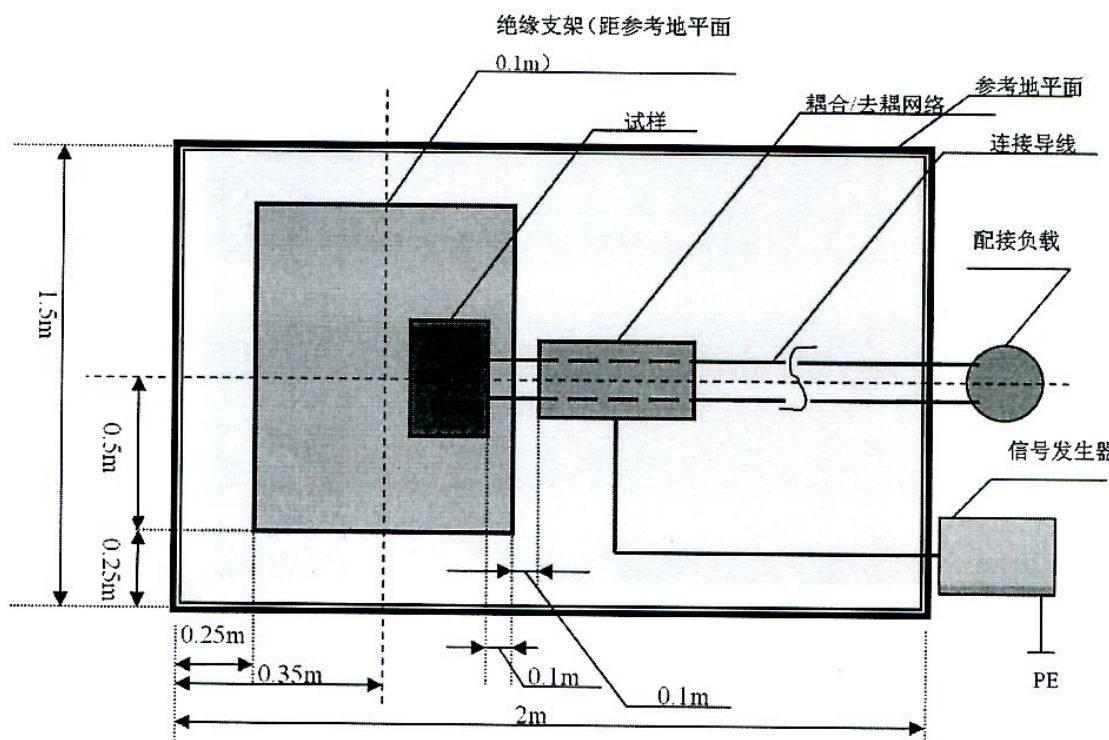 绝缘支架（距参考地平面
0.1m）
参考地平面
耦合/去耦网络
试样
连接导线
配接负载
1.5m
0.5m
信号发生器
0.25m
0.25m
0.35m
0.1m
0.1m
PE
2m